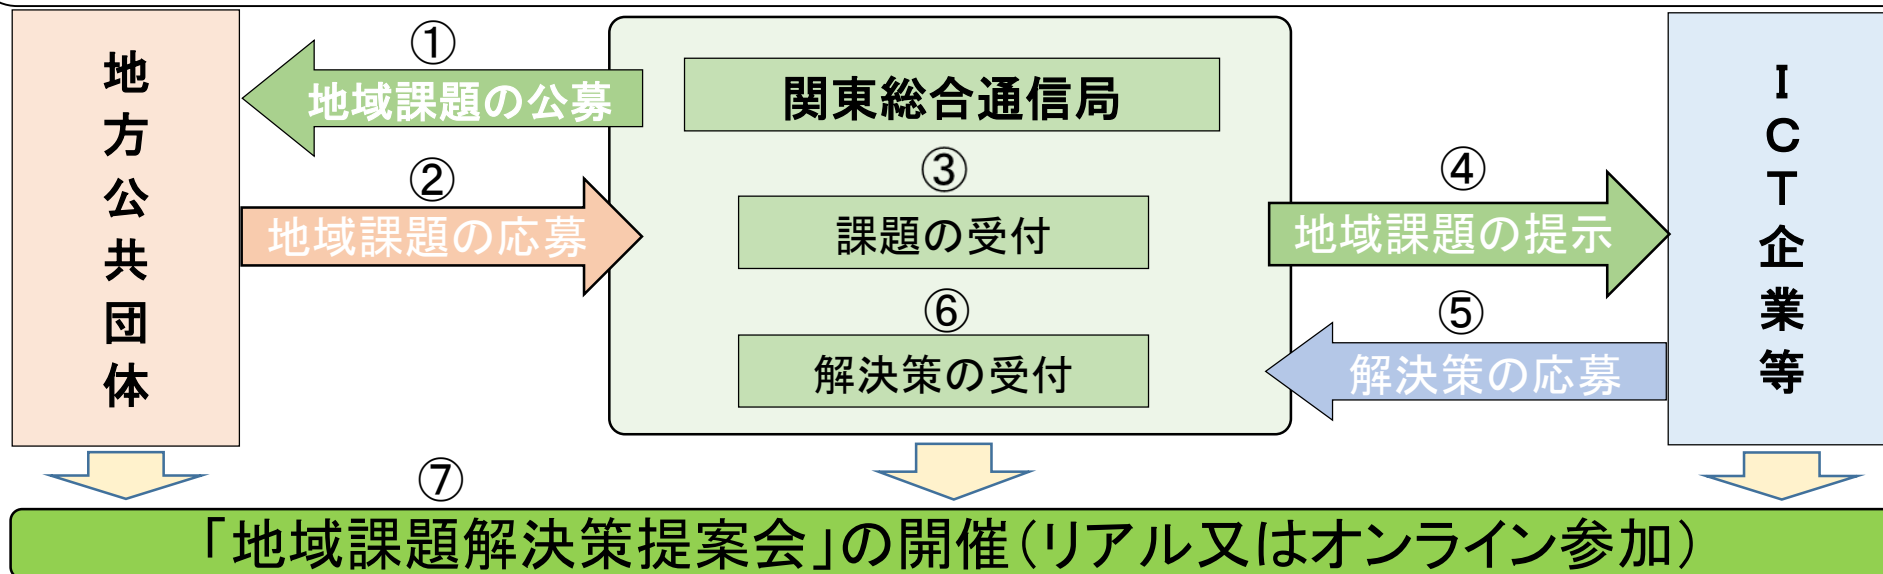 地方公共団体
①
地域課題の公募
②
地域課題の応募
関東総合通信局
③
課題の受付
⑥
解決策の受付
④
地域課題の提示
⑤
解決策の応募
ICT企業等
⑦
「地域課題解決策提案会」の開催（リアル又はオンライン参加）